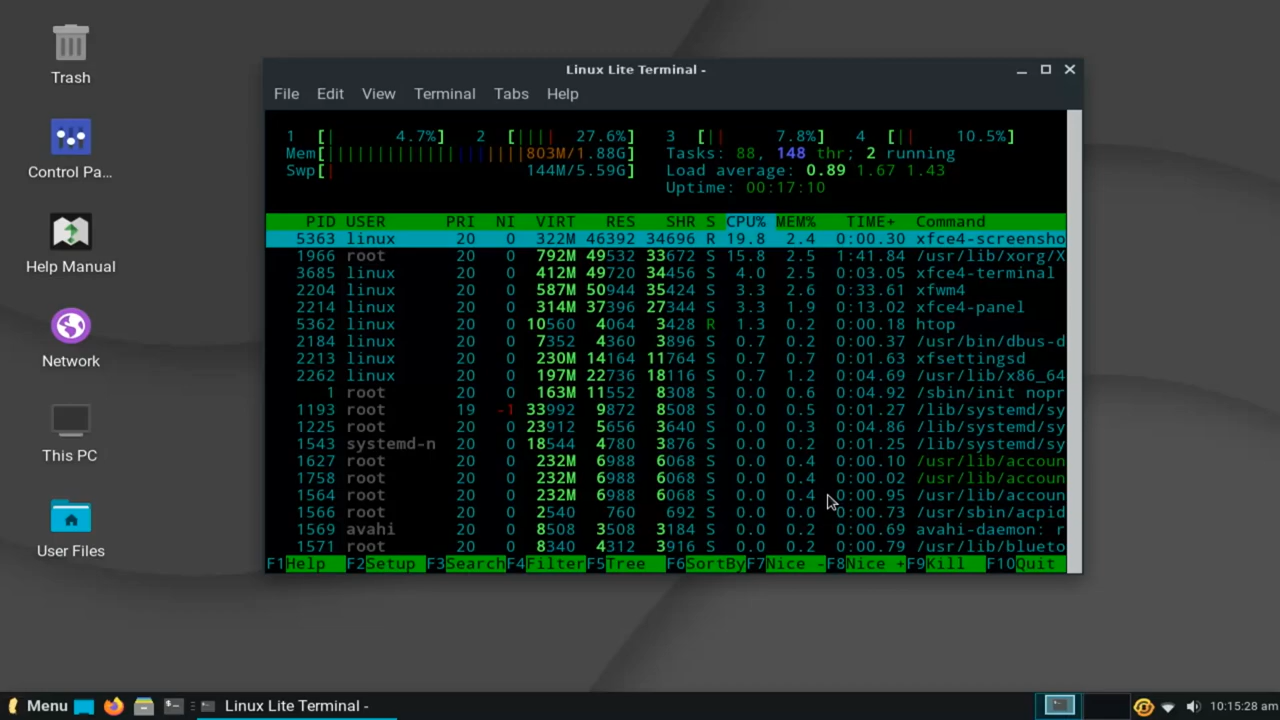 Trash
Control Pa...
Help Manual
Network
This PC
User Files
Linux Lite Terminal -
File Edit View Terminal Tabs Help
1 [| 4.7%] 2 [|||| 27.6%] 3 [|| 7.8%] 4 [|| 10.5%]
Mem[||||||||||||||||||||803M/1.88G] Tasks: 88, 148 thr; 2 running
Swp[| 144M/5.59G] Load average: 0.89 1.67 1.43
Uptime: 00:17:10
PID USER PRI NI VIRT RES SHR S CPU% MEM% TIME+ Command
5363 linux 20 0 322M 46392 34696 R 19.8 2.4 0:00.30 xfce4-screensho
1966 root 20 0 792M 49532 33672 S 15.8 2.5 1:41.84 /usr/lib/xorg/X
3685 linux 20 0 412M 49720 34456 S 4.0 2.5 0:03.05 xfce4-terminal
2204 linux 20 0 587M 50944 35424 S 3.3 2.6 0:33.61 xfwm4
2214 linux 20 0 314M 37396 27344 S 3.3 1.9 0:13.02 xfce4-panel
5362 linux 20 0 10560 4064 3428 R 1.3 0.2 0:00.18 htop
2184 linux 20 0 7352 4360 3896 S 0.7 0.2 0:00.37 /usr/bin/dbus-d
2213 linux 20 0 230M 14164 11764 S 0.7 0.7 0:01.63 xfsettingsd
2262 linux 20 0 197M 22736 18116 S 0.7 1.2 0:04.69 /usr/lib/x86_64
1 root 20 0 163M 11552 8308 S 0.0 0.6 0:04.92 /sbin/init nopr
1193 root 19 -1 33992 9872 8508 S 0.0 0.5 0:01.27 /lib/systemd/sy
1225 root 20 0 23912 5656 3640 S 0.0 0.3 0:04.86 /lib/systemd/sy
1543 systemd-n 20 0 18544 4780 3876 S 0.0 0.2 0:01.25 /lib/systemd/sy
1627 root 20 0 232M 6988 6068 S 0.0 0.4 0:00.10 /usr/lib/accoun
1758 root 20 0 232M 6988 6068 S 0.0 0.4 0:00.02 /usr/lib/accoun
1564 root 20 0 232M 6988 6068 S 0.0 0.4 0:00.95 /usr/lib/accoun
1566 root 20 0 2540 760 692 S 0.0 0.0 0:00.73 /usr/sbin/acpid
1569 avahi 20 0 8508 3508 3184 S 0.0 0.2 0:00.69 avahi-daemon: r
1571 root 20 0 8340 4312 3916 S 0.0 0.2 0:00.79 /usr/lib/blueto
F1Help F2Setup F3SearchF4FilterF5Tree F6SortByF7Nice -F8Nice +F9Kill F10Quit
Menu Linux Lite Terminal - 10:15:28 am